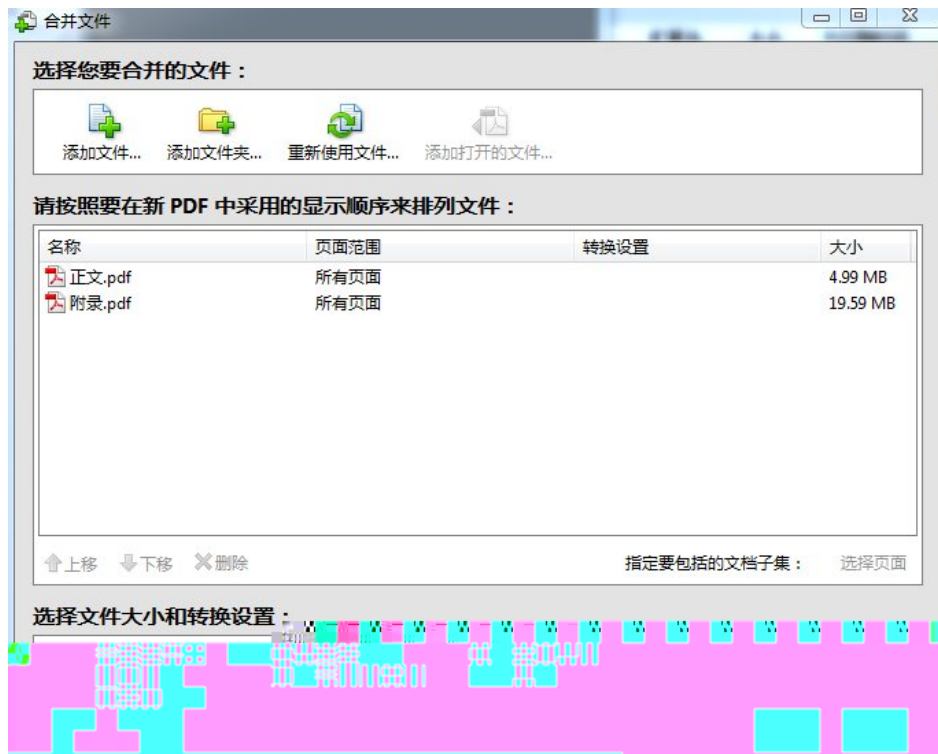 合并文件
选择您要合并的文件：
添加文件... 添加文件夹... 重新使用文件... 添加打开的文件...
请按照要在新 PDF 中采用的显示顺序来排列文件：
名称 页面范围 转换设置 大小
正文.pdf 所有页面 4.99 MB
附录.pdf 所有页面 19.59 MB
上移 下移 删除 指定要包括的文档子集： 选择页面
选择文件大小和转换设置：